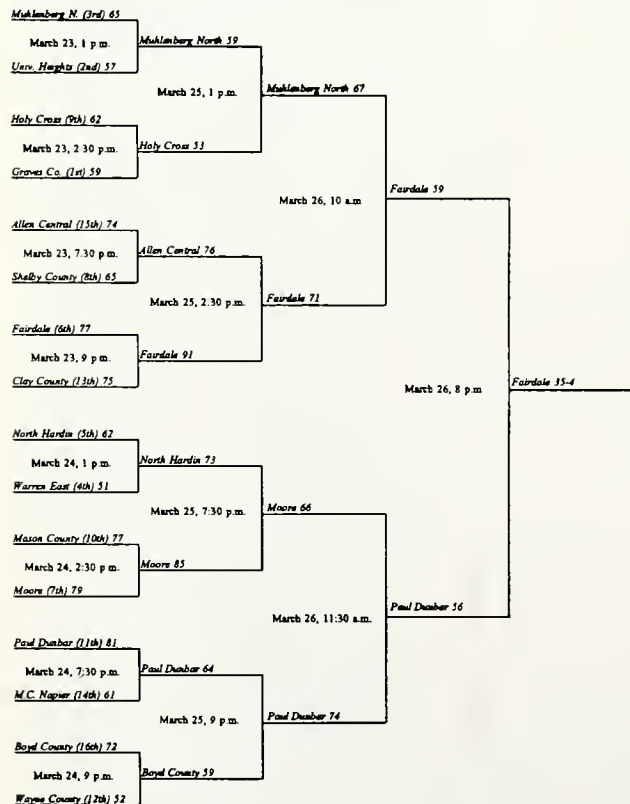 Muhlenberg N. (3rd) 65
March 23, 1 p.m.
Univ. Heights (2nd) 57
Muhlenberg North 59
March 25, 1 p.m.
Holy Cross (9th) 62
March 23, 2:30 p.m.
Graves Co. (1st) 59
Holy Cross 53
Muhlenberg North 67
March 26, 10 a.m
Allen Central (15th) 74
March 23, 7:30 p.m.
Shelby County (8th) 65
Allen Central 76
March 25, 2:30 p.m.
Fairdale (6th) 77
March 23, 9 p.m.
Clay County (13th) 75
Fairdale 91
Fairdale 71
Fairdale 59
March 26, 8 p.m
Fairdale 35-4
North Hardin (5th) 62
March 24, 1 p.m.
Warren East (4th) 51
North Hardin 73
March 25, 7:30 p.m.
Mason County (10th) 77
March 24, 2:30 p.m.
Moore (7th) 79
Moore 85
Moore 66
March 26, 11:30 a.m.
Paul Dunbar (11th) 81
March 24, 7:30 p.m.
M.C. Napier (14th) 61
Paul Dunbar 64
March 25, 9 p.m.
Boyd County (16th) 72
March 24, 9 p.m.
Wayne County (12th) 52
Boyd County 59
Paul Dunbar 74
Paul Dunbar 56